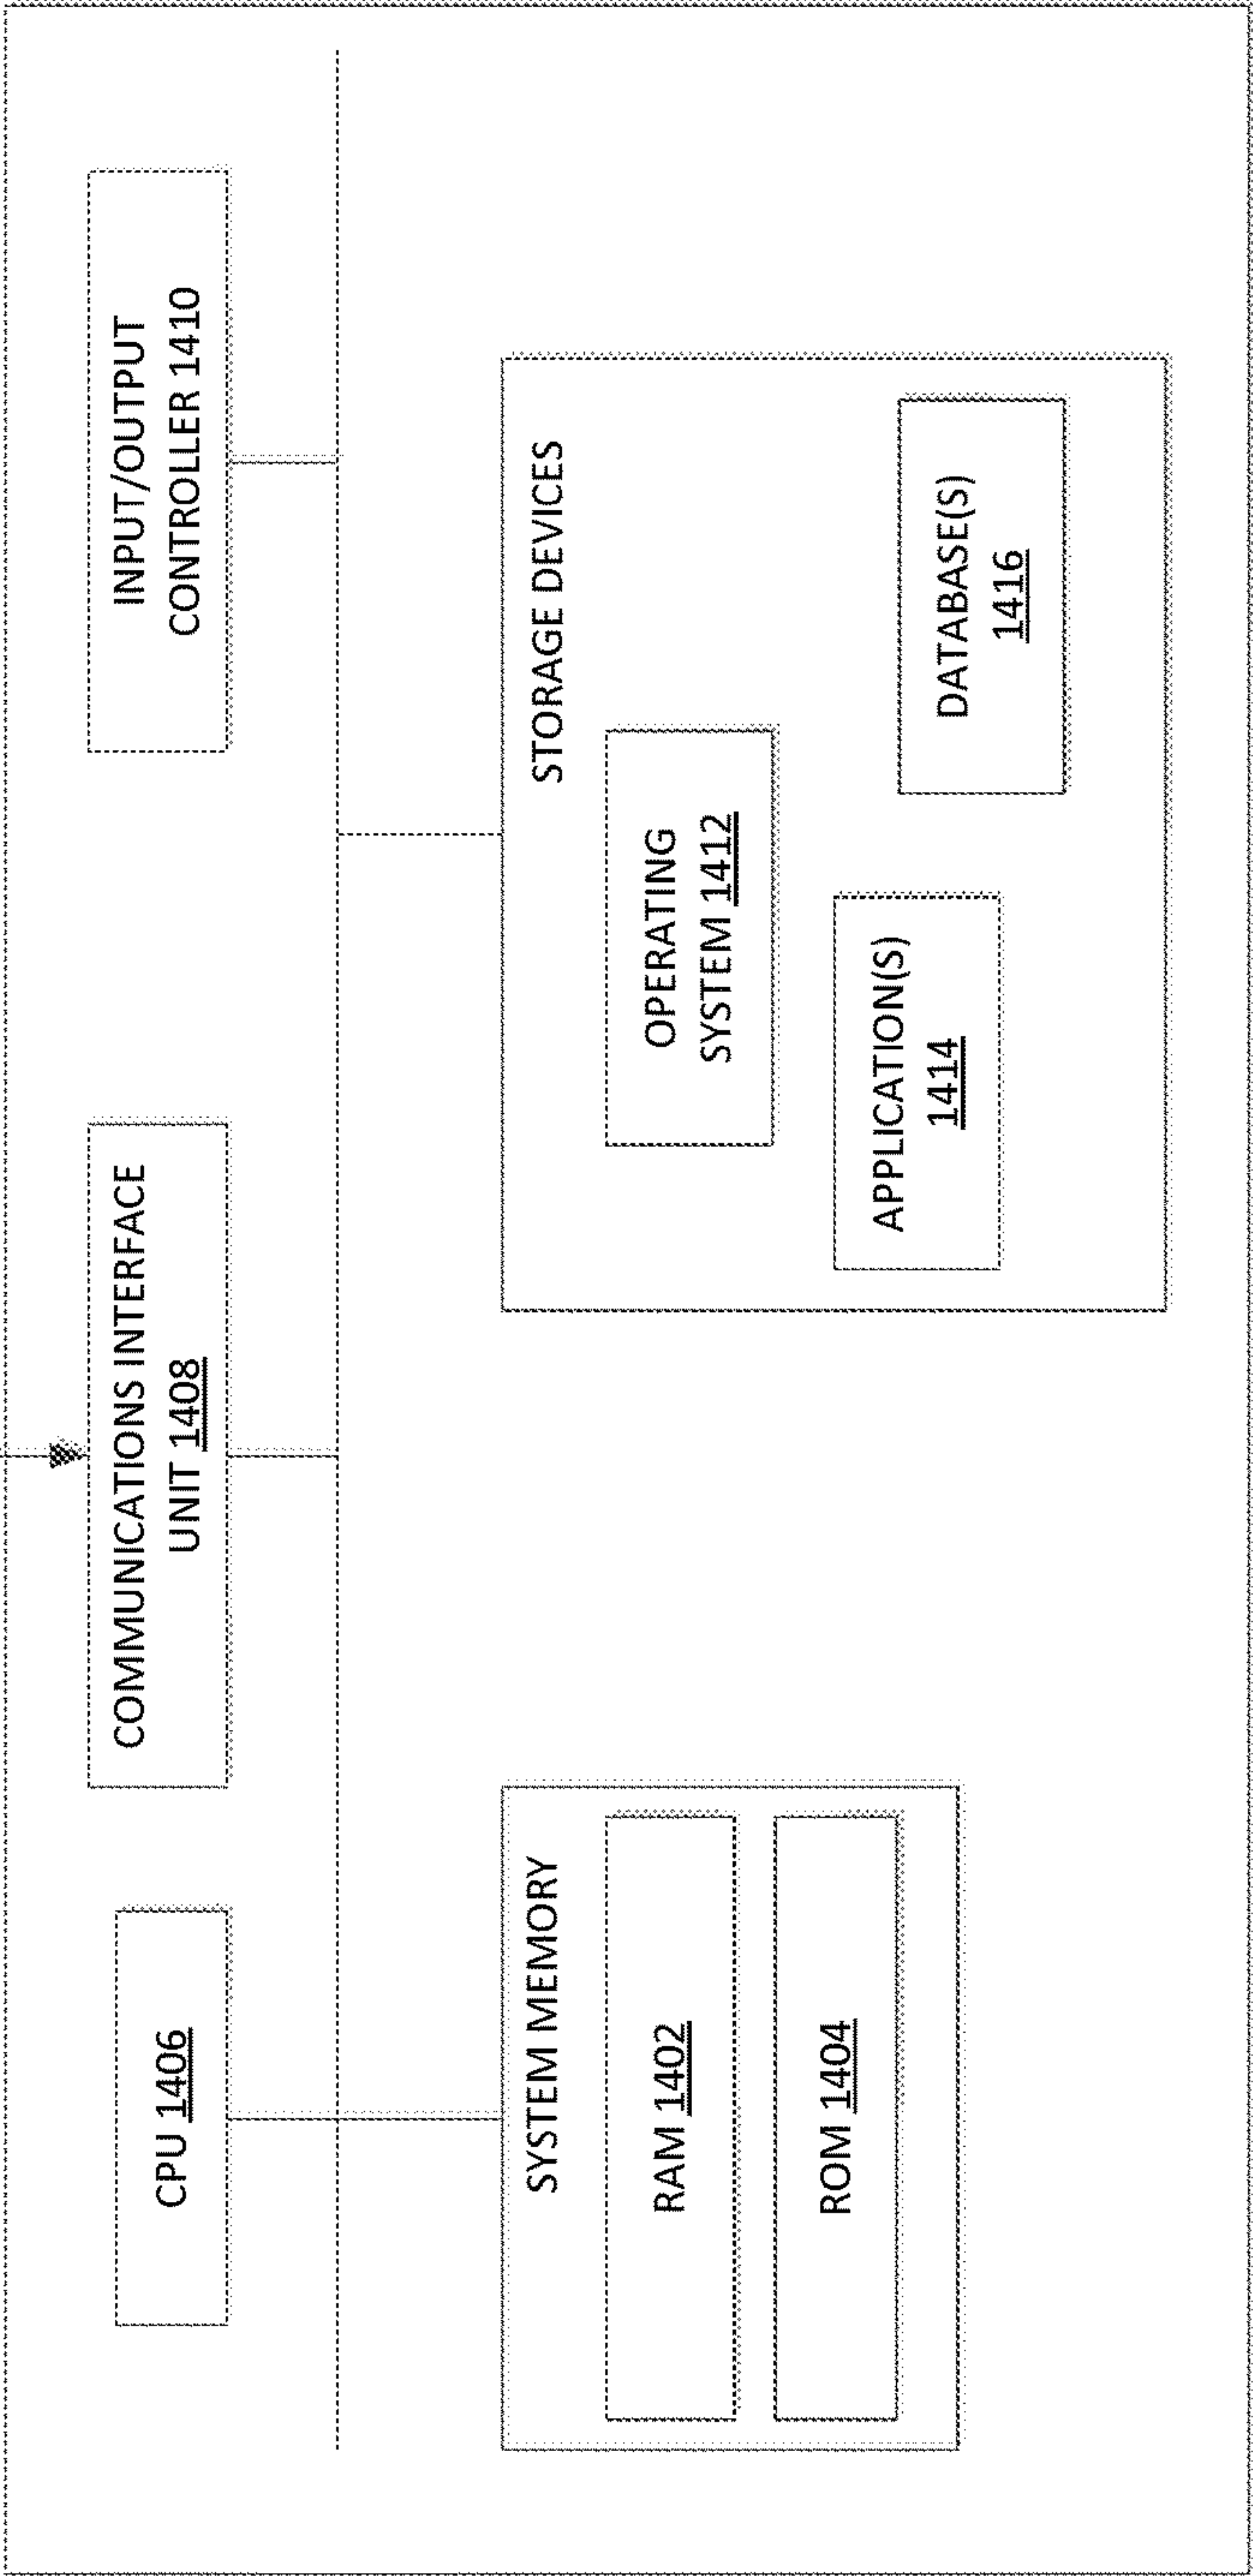 CPU 1406
COMMUNICATIONS INTERFACE
UNIT 1408
INPUT/OUTPUT
CONTROLLER 1410
SYSTEM MEMORY
RAM 1402
ROM 1404
STORAGE DEVICES
OPERATING
SYSTEM 1412
APPLICATION(S)
1414
DATABASE(S)
1416